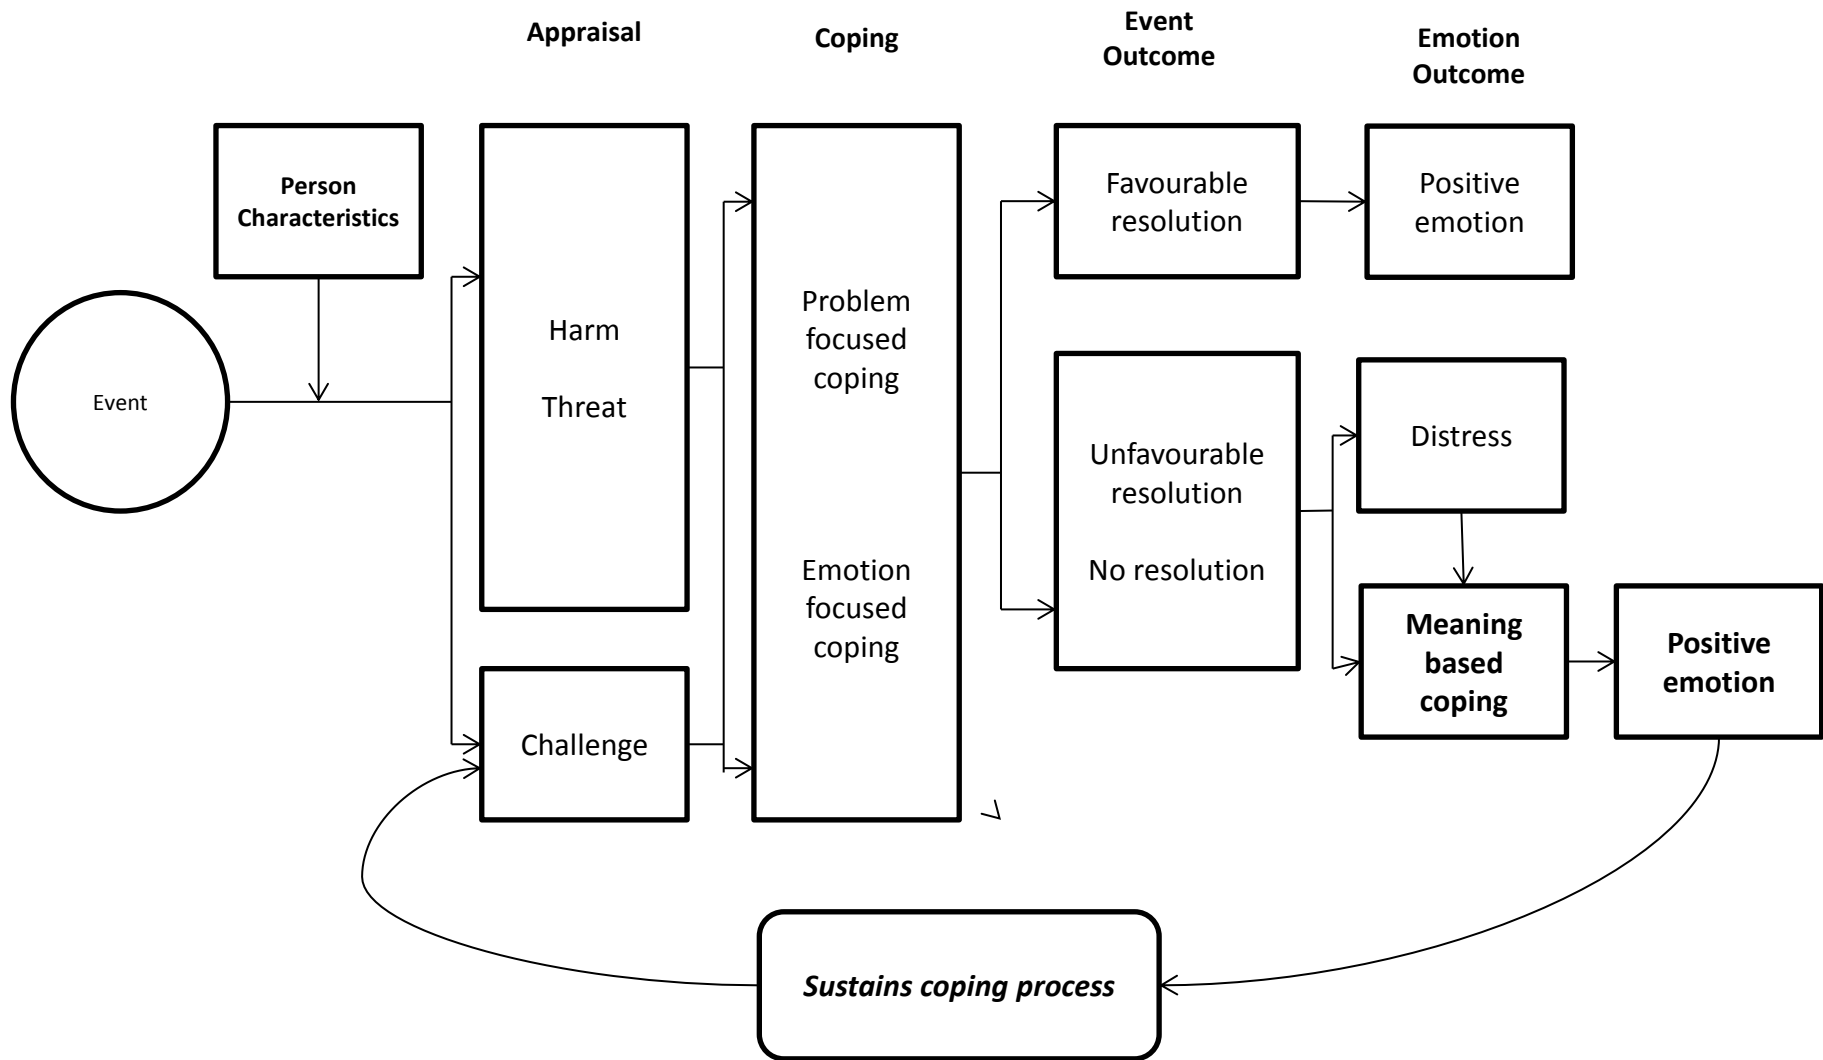 Appraisal
Coping
Event
Outcome
Emotion
Outcome
Person
Characteristics
Event
Harm
Threat
Challenge
Problem
focused
coping
Emotion
focused
coping
Favourable
resolution
Positive
emotion
Unfavourable
resolution
No resolution
Distress
Meaning
based
coping
Positive
emotion
Sustains coping process